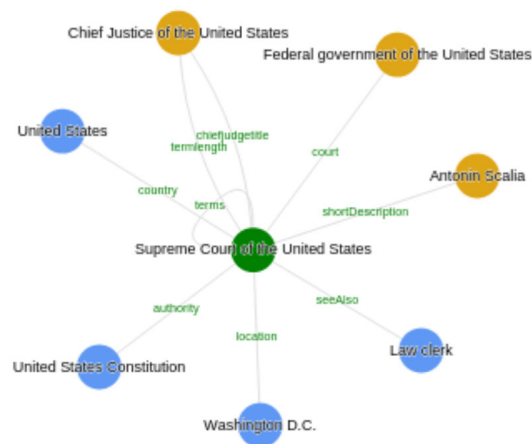 Chief Justice of the United States
Federal government of the United States
United States
chiefjudgetitle
termlength
court
Antonin Scalia
country
terms
shortDescription
Supreme Court of the United States
seeAlso
authority
location
Law clerk
United States Constitution
Washington D.C.